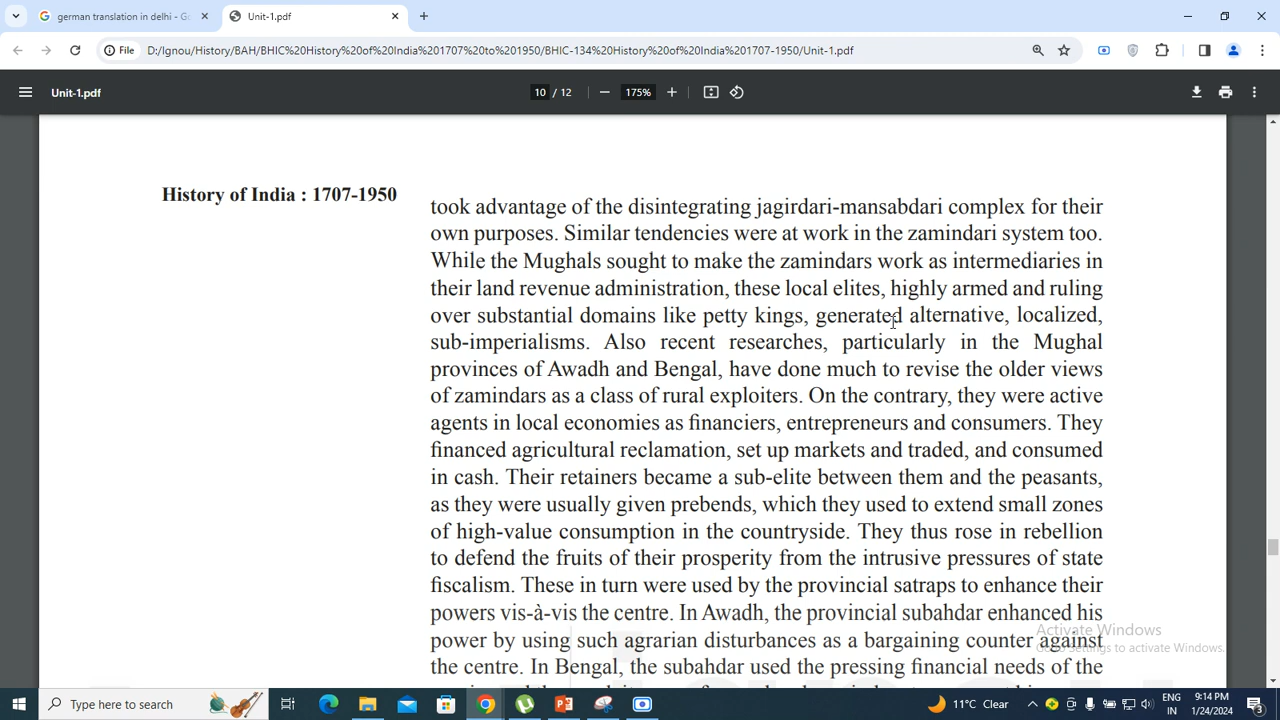 german translation in delhi - Go
Unit-1.pdf
File
D:/Ignou/History/BAH/BHIC%20History%20of%20India%201707%20to%201950/BHIC-134%20History%20of%20India%201707-1950/Unit-1.pdf
Unit-1.pdf
10 / 12
175%
History of India : 1707-1950
took advantage of the disintegrating jagirdari-mansabdari complex for their
own purposes. Similar tendencies were at work in the zamindari system too.
While the Mughals sought to make the zamindars work as intermediaries in
their land revenue administration, these local elites, highly armed and ruling
over substantial domains like petty kings, generated alternative, localized,
sub-imperialisms. Also recent researches, particularly in the Mughal
provinces of Awadh and Bengal, have done much to revise the older views
of zamindars as a class of rural exploiters. On the contrary, they were active
agents in local economies as financiers, entrepreneurs and consumers. They
financed agricultural reclamation, set up markets and traded, and consumed
in cash. Their retainers became a sub-elite between them and the peasants,
as they were usually given prebends, which they used to extend small zones
of high-value consumption in the countryside. They thus rose in rebellion
to defend the fruits of their prosperity from the intrusive pressures of state
fiscalism. These in turn were used by the provincial satraps to enhance their
powers vis-à-vis the centre. In Awadh, the provincial subahdar enhanced his
power by using such agrarian disturbances as a bargaining counter against
the centre. In Bengal, the subahdar used the pressing financial needs of the
Activate Windows
Go to Settings to activate Windows.
Type here to search
11°C Clear
ENG
IN
9:14 PM
1/24/2024
3